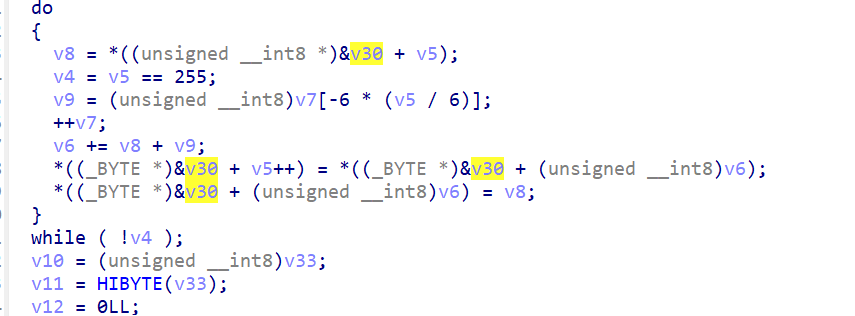 do
{
v8 = *((unsigned __int8 *)&v30 + v5);
v4 = v5 == 255;
v9 = (unsigned __int8)v7[-6 * (v5 / 6)];
++v7;
v6 += v8 + v9;
*((_BYTE *)&v30 + v5++) = *((_BYTE *)&v30 + (unsigned __int8)v6);
*((_BYTE *)&v30 + (unsigned __int8)v6) = v8;
}
while ( !v4 );
v10 = (unsigned __int8)v33;
v11 = HIBYTE(v33);
v12 = 0LL;